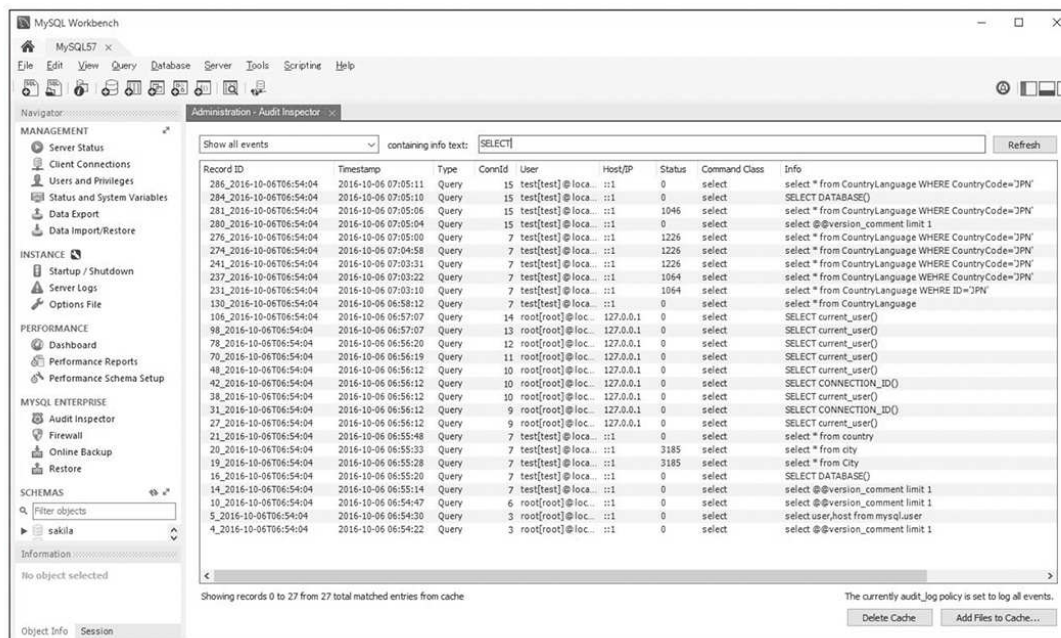 MySQL Workbench
MySQL57
File Edit View Query Database Server Tools Scripting Help
Navigator
MANAGEMENT
Server Status
Client Connections
Users and Privileges
Status and System Variables
Data Export
Data Import/Restore
INSTANCE
Startup / Shutdown
Server Logs
Options File
PERFORMANCE
Dashboard
Performance Reports
Performance Schema Setup
MYSQL ENTERPRISE
Audit Inspector
Firewall
Online Backup
Restore
SCHEMAS
Filter objects
sakila
Information
No object selected
Object Info Session
Administration - Audit Inspector
Show all events containing info text: SELECT Refresh
Record ID Timestamp Type ConnId User Host/IP Status Command Class Info
286_2016-10-06T06:54:04 2016-10-06 07:05:11 Query 15 test[test] @ loca... ::1 0 select select * from CountryLanguage WHERE CountryCode='JPN'
284_2016-10-06T06:54:04 2016-10-06 07:05:10 Query 15 test[test] @ loca... ::1 0 select SELECT DATABASE()
281_2016-10-06T06:54:04 2016-10-06 07:05:06 Query 15 test[test] @ loca... ::1 1046 select select * from CountryLanguage WHERE CountryCode='JPN'
280_2016-10-06T06:54:04 2016-10-06 07:05:04 Query 15 test[test] @ loca... ::1 0 select select @@version_comment limit 1
276_2016-10-06T06:54:04 2016-10-06 07:05:00 Query 7 test[test] @ loca... ::1 1226 select select * from CountryLanguage WHERE CountryCode='JPN'
274_2016-10-06T06:54:04 2016-10-06 07:04:58 Query 7 test[test] @ loca... ::1 1226 select select * from CountryLanguage WHERE CountryCode='JPN'
241_2016-10-06T06:54:04 2016-10-06 07:03:31 Query 7 test[test] @ loca... ::1 1226 select select * from CountryLanguage WHERE CountryCode='JPN'
237_2016-10-06T06:54:04 2016-10-06 07:03:22 Query 7 test[test] @ loca... ::1 1064 select select * from CountryLanguage WEHRE CountryCode='JPN'
231_2016-10-06T06:54:04 2016-10-06 07:03:10 Query 7 test[test] @ loca... ::1 1064 select select * from CountryLanguage WEHRE ID='JPN'
130_2016-10-06T06:54:04 2016-10-06 06:58:12 Query 7 test[test] @ loca... ::1 0 select select * from CountryLanguage
106_2016-10-06T06:54:04 2016-10-06 06:57:07 Query 14 root[root] @ loc... 127.0.0.1 0 select SELECT current_user()
98_2016-10-06T06:54:04 2016-10-06 06:57:07 Query 13 root[root] @ loc... 127.0.0.1 0 select SELECT current_user()
78_2016-10-06T06:54:04 2016-10-06 06:56:20 Query 12 root[root] @ loc... 127.0.0.1 0 select SELECT current_user()
70_2016-10-06T06:54:04 2016-10-06 06:56:19 Query 11 root[root] @ loc... 127.0.0.1 0 select SELECT current_user()
48_2016-10-06T06:54:04 2016-10-06 06:56:12 Query 10 root[root] @ loc... 127.0.0.1 0 select SELECT current_user()
42_2016-10-06T06:54:04 2016-10-06 06:56:12 Query 10 root[root] @ loc... 127.0.0.1 0 select SELECT CONNECTION_ID()
38_2016-10-06T06:54:04 2016-10-06 06:56:12 Query 10 root[root] @ loc... 127.0.0.1 0 select SELECT current_user()
31_2016-10-06T06:54:04 2016-10-06 06:56:12 Query 9 root[root] @ loc... 127.0.0.1 0 select SELECT CONNECTION_ID()
27_2016-10-06T06:54:04 2016-10-06 06:56:12 Query 9 root[root] @ loc... 127.0.0.1 0 select SELECT current_user()
21_2016-10-06T06:54:04 2016-10-06 06:55:48 Query 7 test[test] @ loca... ::1 0 select select * from country
20_2016-10-06T06:54:04 2016-10-06 06:55:33 Query 7 test[test] @ loca... ::1 3185 select select * from city
19_2016-10-06T06:54:04 2016-10-06 06:55:28 Query 7 test[test] @ loca... ::1 3185 select select * from City
16_2016-10-06T06:54:04 2016-10-06 06:55:20 Query 7 test[test] @ loca... ::1 0 select SELECT DATABASE()
14_2016-10-06T06:54:04 2016-10-06 06:55:14 Query 7 test[test] @ loca... ::1 0 select select @@version_comment limit 1
10_2016-10-06T06:54:04 2016-10-06 06:54:47 Query 6 root[root] @ loc... ::1 0 select select @@version_comment limit 1
5_2016-10-06T06:54:04 2016-10-06 06:54:30 Query 3 root[root] @ loc... ::1 0 select select user,host from mysql.user
4_2016-10-06T06:54:04 2016-10-06 06:54:22 Query 3 root[root] @ loc... ::1 0 select select @@version_comment limit 1
Showing records 0 to 27 from 27 total matched entries from cache The currently audit_log policy is set to log all events.
Delete Cache Add Files to Cache...